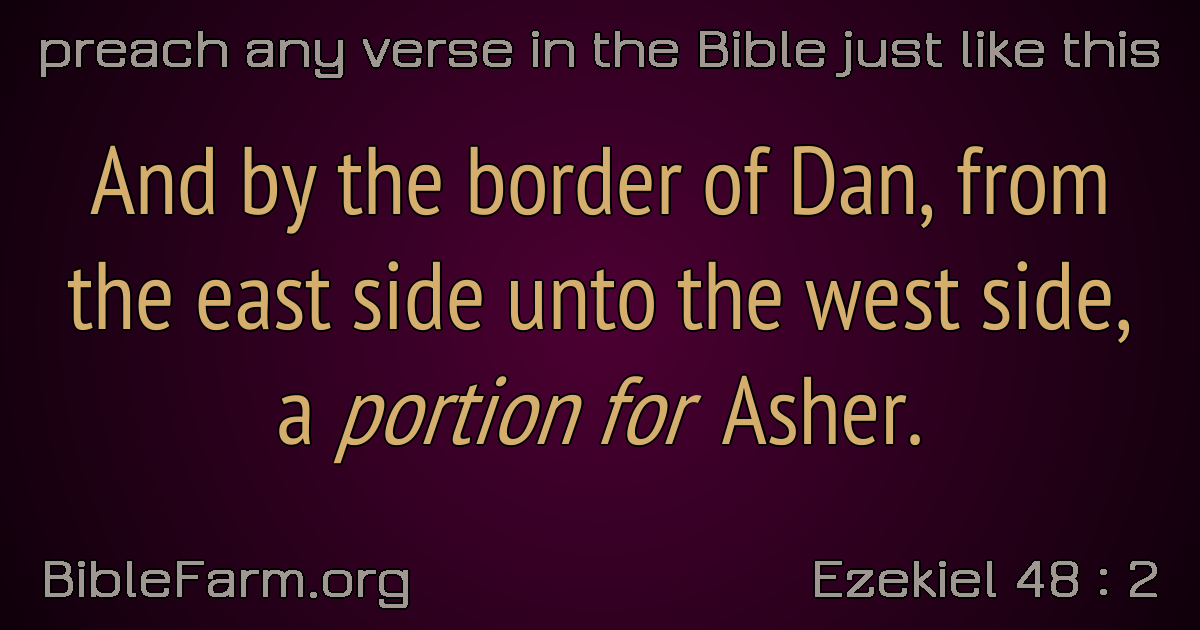 preach any verse in the Bible just like this
And by the border of Dan, from
the east side unto the west side,
a portion for Asher.
BibleFarm.org
Ezekiel 48 : 2